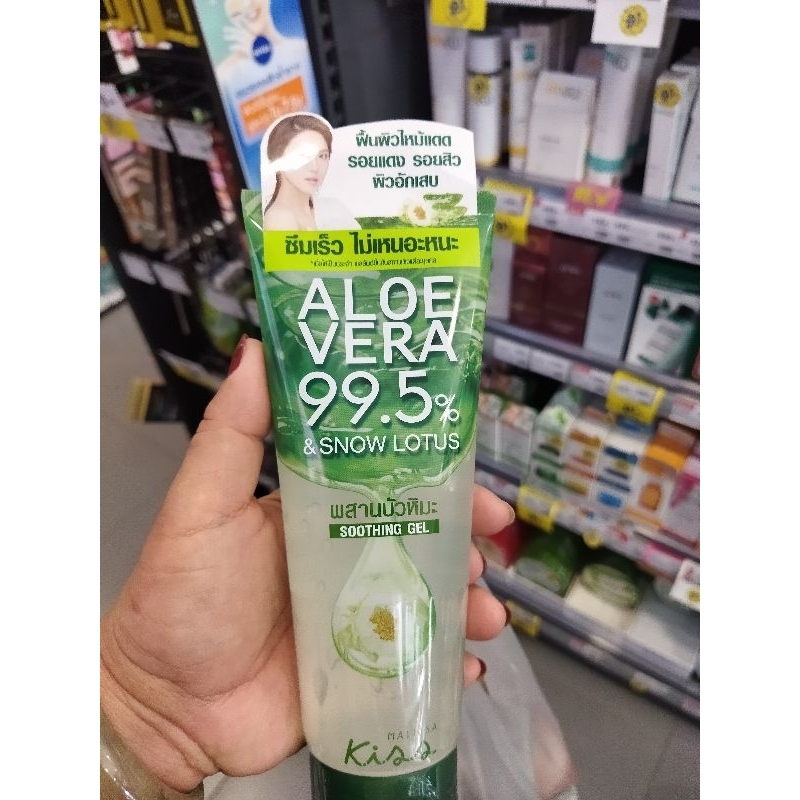 NIVEA
ฟื้นผิวไหม้แดด
รอยแดง รอยสิว
ผิวอักเสบ
ซึมเร็ว ไม่เหนอะหนะ
ALOE
VERA
99.5%
& SNOW LOTUS
ผสานบัวหิมะ
SOOTHING GEL
MALISSA
Kiss